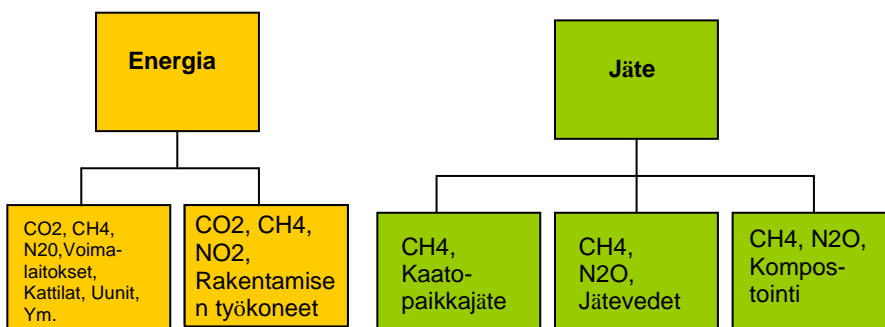 Energia
Jäte
CO2, CH4,
N20,Voima-
laitokset,
Kattilat, Uunit,
Ym.
CO2, CH4,
NO2,
Rakentamise
n työkoneet
CH4,
Kaato-
paikkajäte
CH4,
N2O,
Jätevedet
CH4, N2O,
Kompos-
tointi